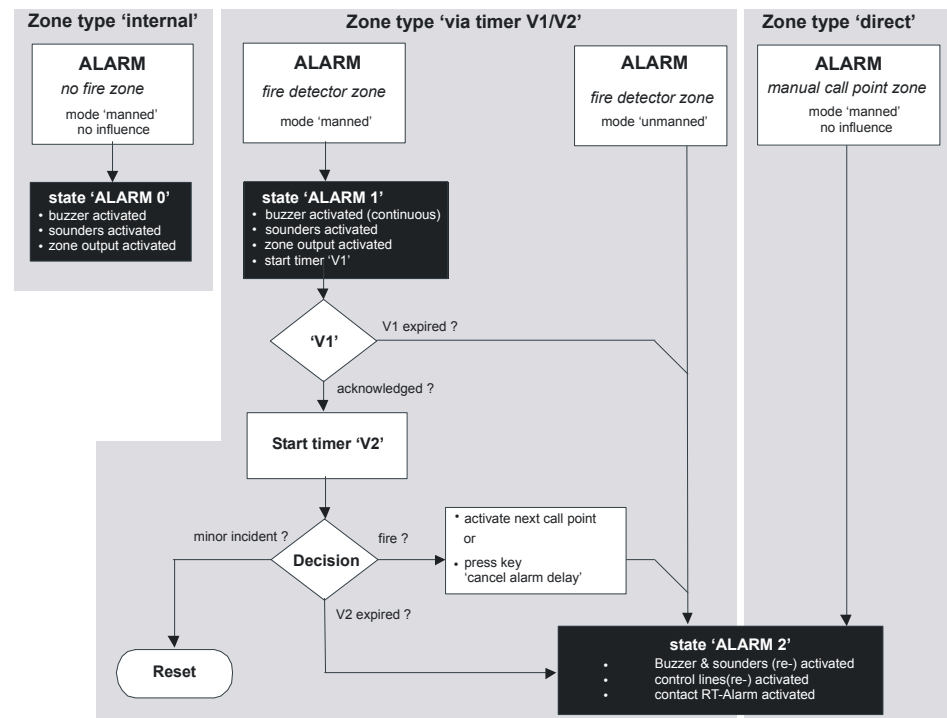 Zone type ‘internal’
ALARM
no fire zone
mode ‘manned’
no influence
state ‘ALARM 0’
• buzzer activated
• sounders activated
• zone output activated
Zone type ‘via timer V1/V2’
ALARM
fire detector zone
mode ‘manned’
ALARM
fire detector zone
mode ‘unmanned’
state ‘ALARM 1’
• buzzer activated (continuous)
• sounders activated
• zone output activated
• start timer ‘V1’
‘V1’
V1 expired ?
acknowledged ?
Start timer ‘V2’
minor incident ?
Decision
fire ?
• activate next call point
or
• press key
‘cancel alarm delay’
V2 expired ?
Reset
Zone type ‘direct’
ALARM
manual call point zone
mode ‘manned’
no influence
state ‘ALARM 2’
• Buzzer & sounders (re-) activated
• control lines(re-) activated
• contact RT-Alarm activated